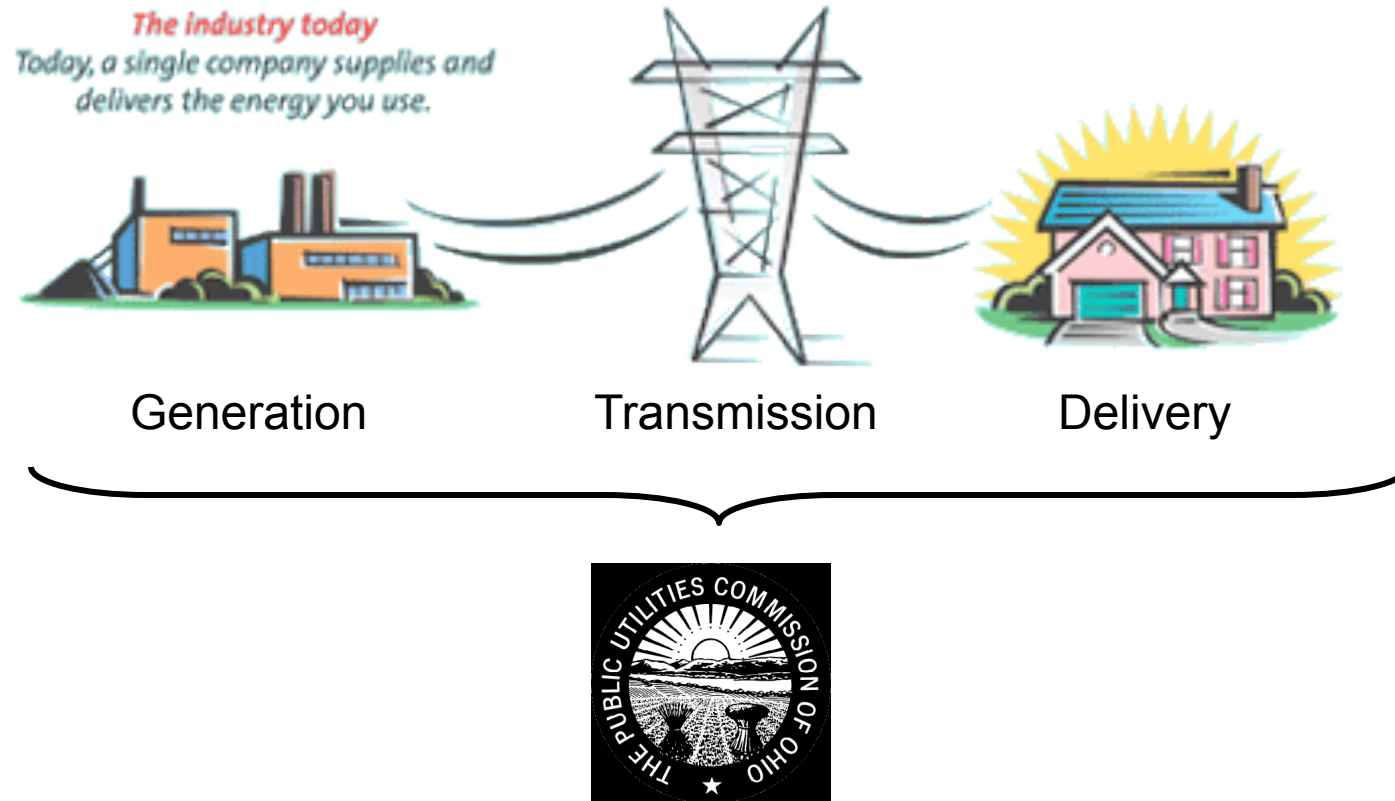 The industry today
Today, a single company supplies and
delivers the energy you use.
Generation
Transmission
Delivery
THE PUBLIC UTILITIES COMMISSION OF OHIO